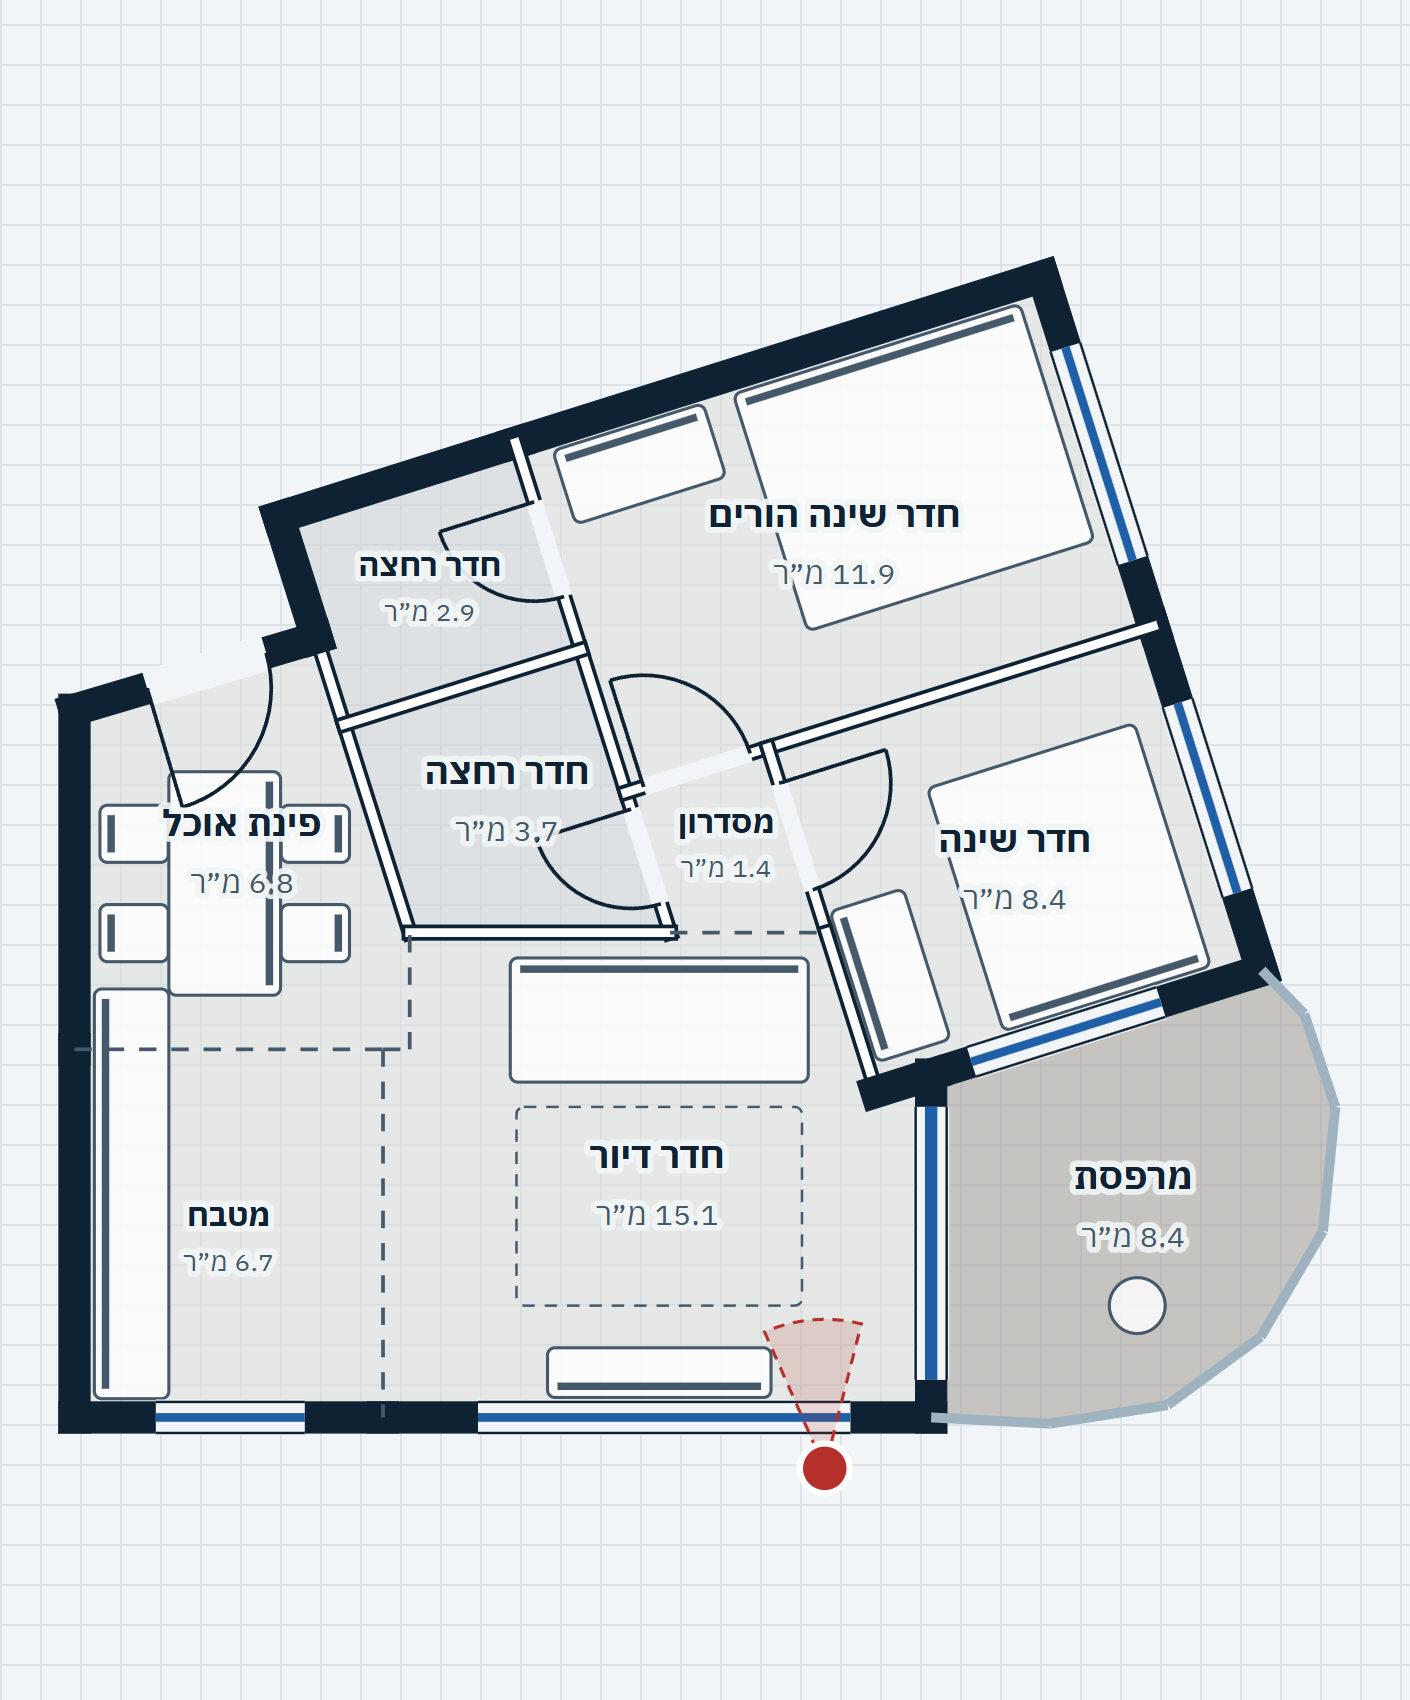 חדר שינה הורים
11.9 מ”ר
חדר רחצה
2.9 מ”ר
חדר רחצה
3.7 מ”ר
מסדרון
1.4 מ”ר
חדר שינה
8.4 מ”ר
פינת אוכל
6.8 מ”ר
חדר דיור
15.1 מ”ר
מרפסת
8.4 מ”ר
מטבח
6.7 מ”ר